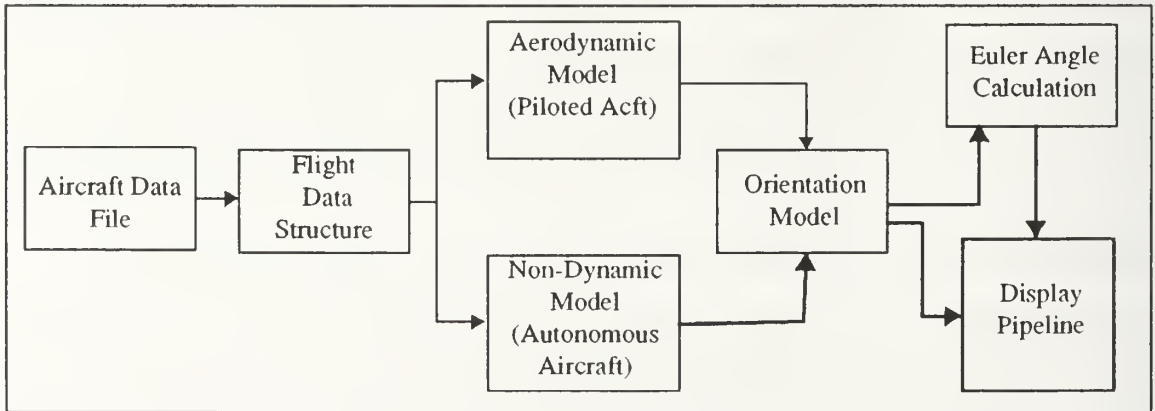 Aircraft Data
File
Flight
Data
Structure
Aerodynamic
Model
(Piloted Acft)
Non-Dynamic
Model
(Autonomous
Aircraft)
Orientation
Model
Euler Angle
Calculation
Display
Pipeline